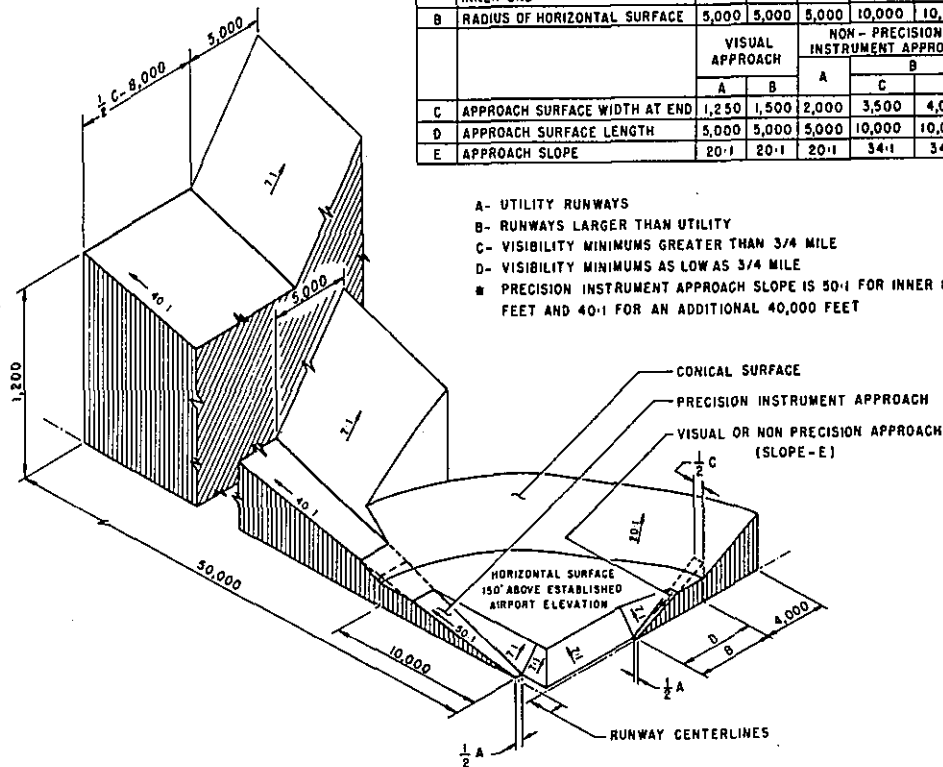 B RADIUS OF HORIZONTAL SURFACE 5,000 5,000 5,000 10,000 10,
VISUAL APPROACH
NON - PRECISION INSTRUMENT
A B A B
C
C APPROACH SURFACE WIDTH AT END 1,250 1,500 2,000 3,500
D APPROACH SURFACE LENGTH 5,000 5,000 5,000 10,000
E APPROACH SLOPE 20:1 20:1 20:1 34:1
A- UTILITY RUNWAYS
B- RUNWAYS LARGER THAN UTILITY
C- VISIBILITY MINIMUMS GREATER THAN 3/4 MILE
D- VISIBILITY MINIMUMS AS LOW AS 3/4 MILE
* PRECISION INSTRUMENT APPROACH SLOPE IS 50:1 FOR INNER
FEET AND 40:1 FOR AN ADDITIONAL 40,000 FEET
5,000
1/2 C-8,000
7:1
40:1
5,000
1,200
7:1
40:1
CONICAL SURFACE
PRECISION INSTRUMENT APPROACH
VISUAL OR NON PRECISION APPROACH
(SLOPE-E)
1/2 C
20:1
HORIZONTAL SURFACE
150' ABOVE ESTABLISHED
AIRPORT ELEVATION
50,000
50:1
10,000
7:1
7:1
7:1
7:1
4,000
D
B
1/2 A
RUNWAY CENTERLINES
1/2 A